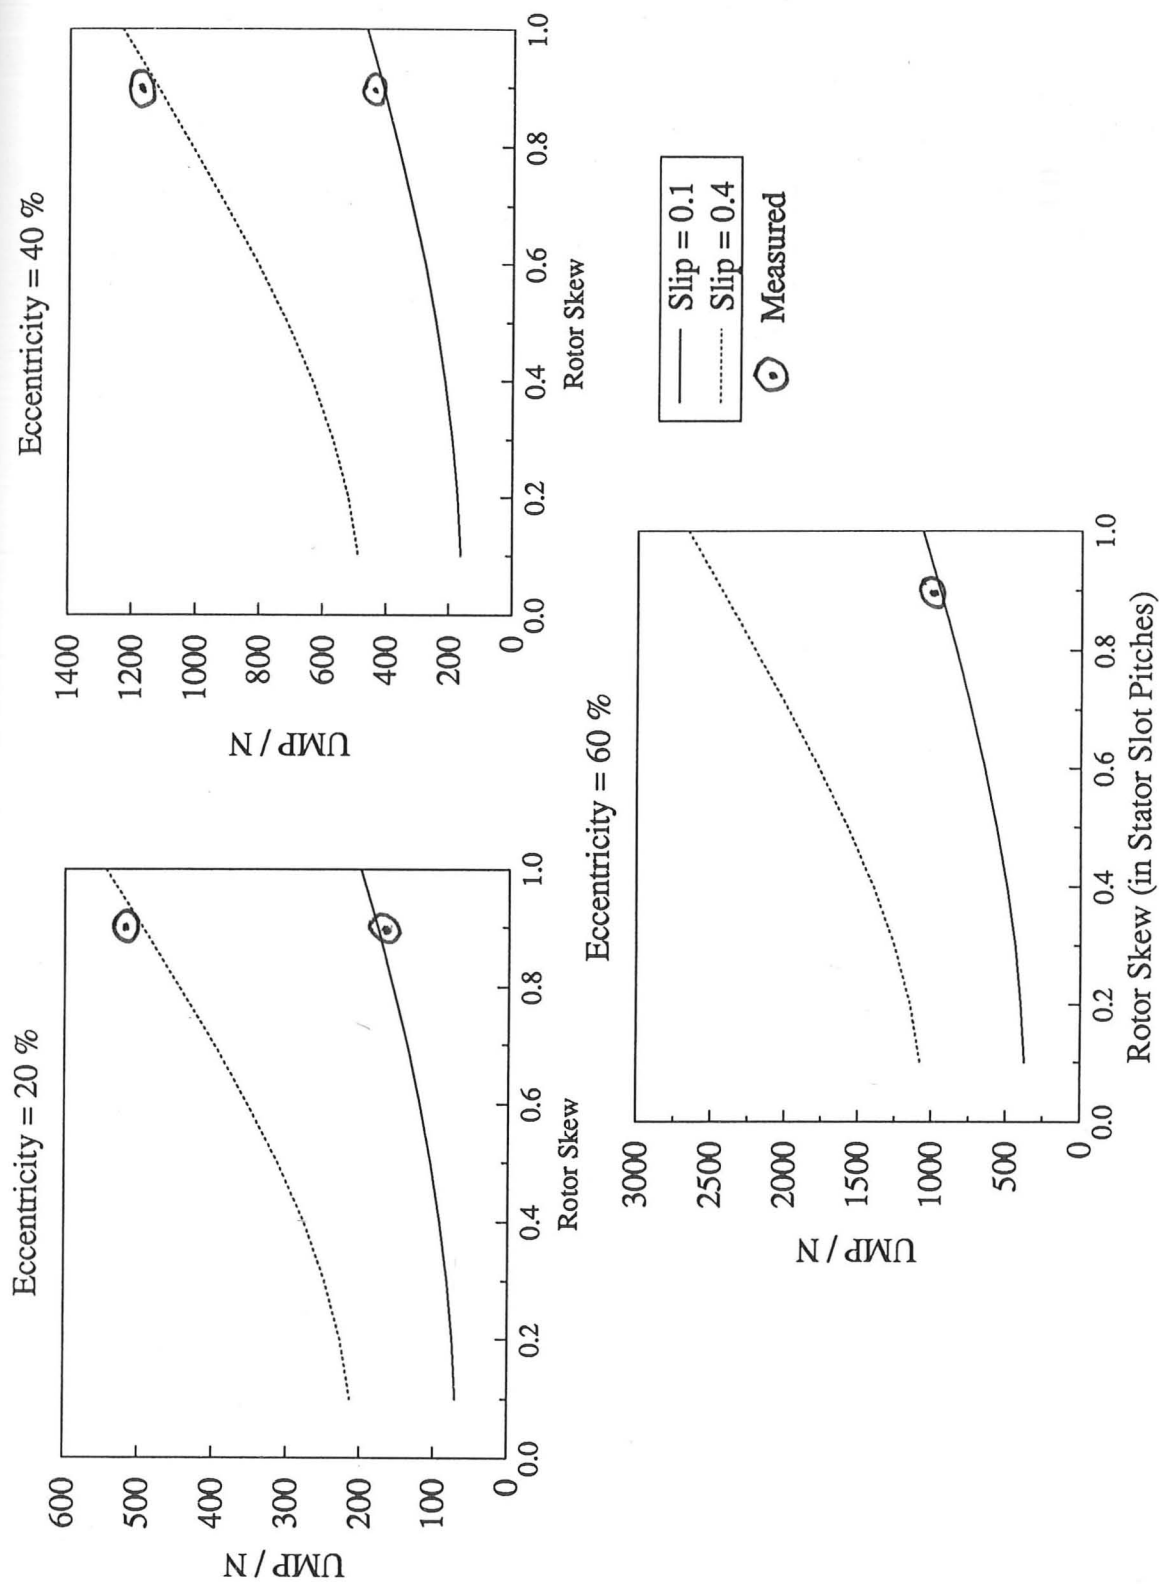 Eccentricity = 20 %
UMP / N
600
500
400
300
200
100
0
0.0 0.2 0.4 0.6 0.8 1.0
Rotor Skew
Eccentricity = 40 %
UMP / N
1400
1200
1000
800
600
400
200
0
0.0 0.2 0.4 0.6 0.8 1.0
Rotor Skew
Eccentricity = 60 %
UMP / N
3000
2500
2000
1500
1000
500
0
0.0 0.2 0.4 0.6 0.8 1.0
Rotor Skew (in Stator Slot Pitches)
Slip = 0.1
Slip = 0.4
Measured